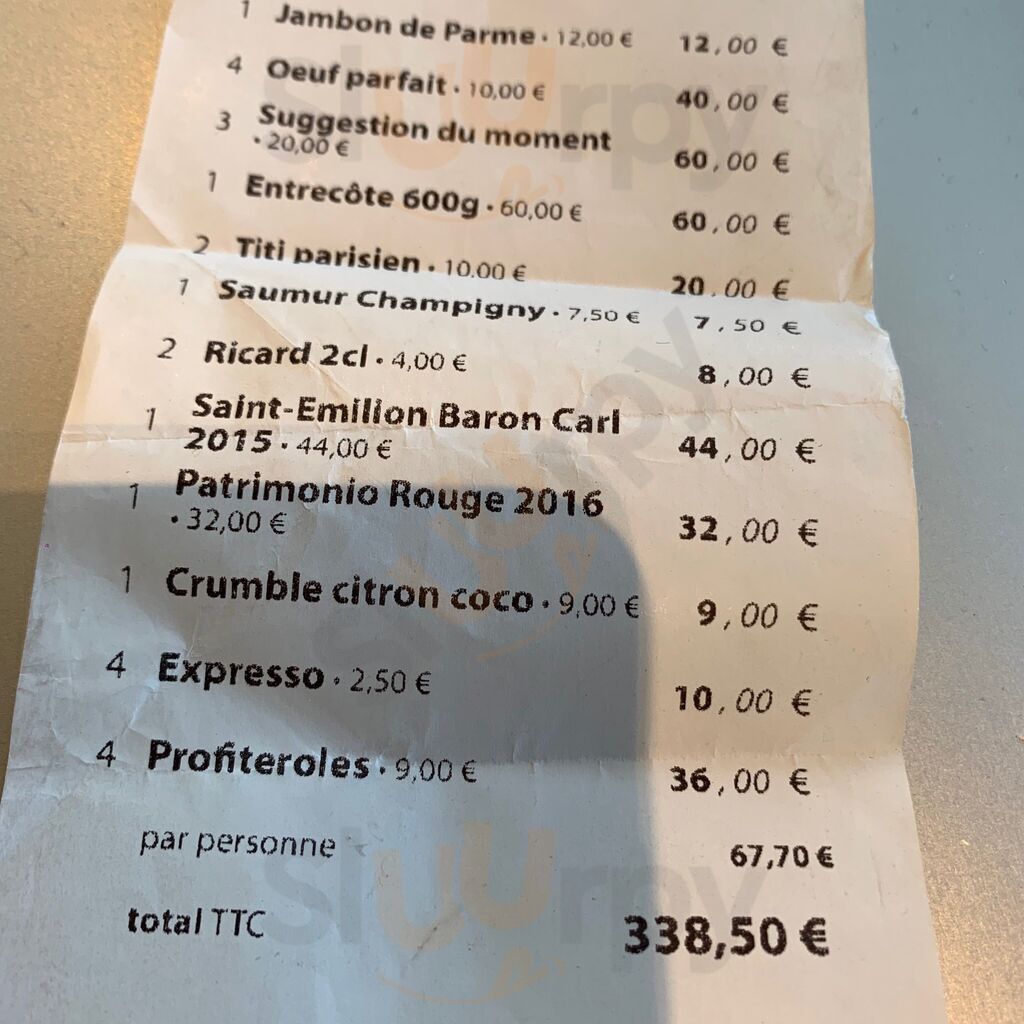 1 Jambon de Parme · 12,00 € 12,00 €
4 Oeuf parfait · 10,00 € 40,00 €
3 Suggestion du moment
· 20,00 € 60,00 €
1 Entrecôte 600g · 60,00 € 60,00 €
2 Titi parisien · 10.00 € 20.00 €
1 Saumur Champigny · 7,50 € 7,50 €
2 Ricard 2cl · 4,00 € 8,00 €
1 Saint-Emilion Baron Carl
2015 · 44,00 € 44,00 €
1 Patrimonio Rouge 2016
· 32,00 € 32,00 €
1 Crumble citron coco · 9,00 € 9,00 €
4 Expresso · 2,50 € 10,00 €
4 Profiteroles · 9,00 € 36,00 €
par personne 67,70 €
total TTC 338,50 €
sluurpy
sluurpy
sluurpy